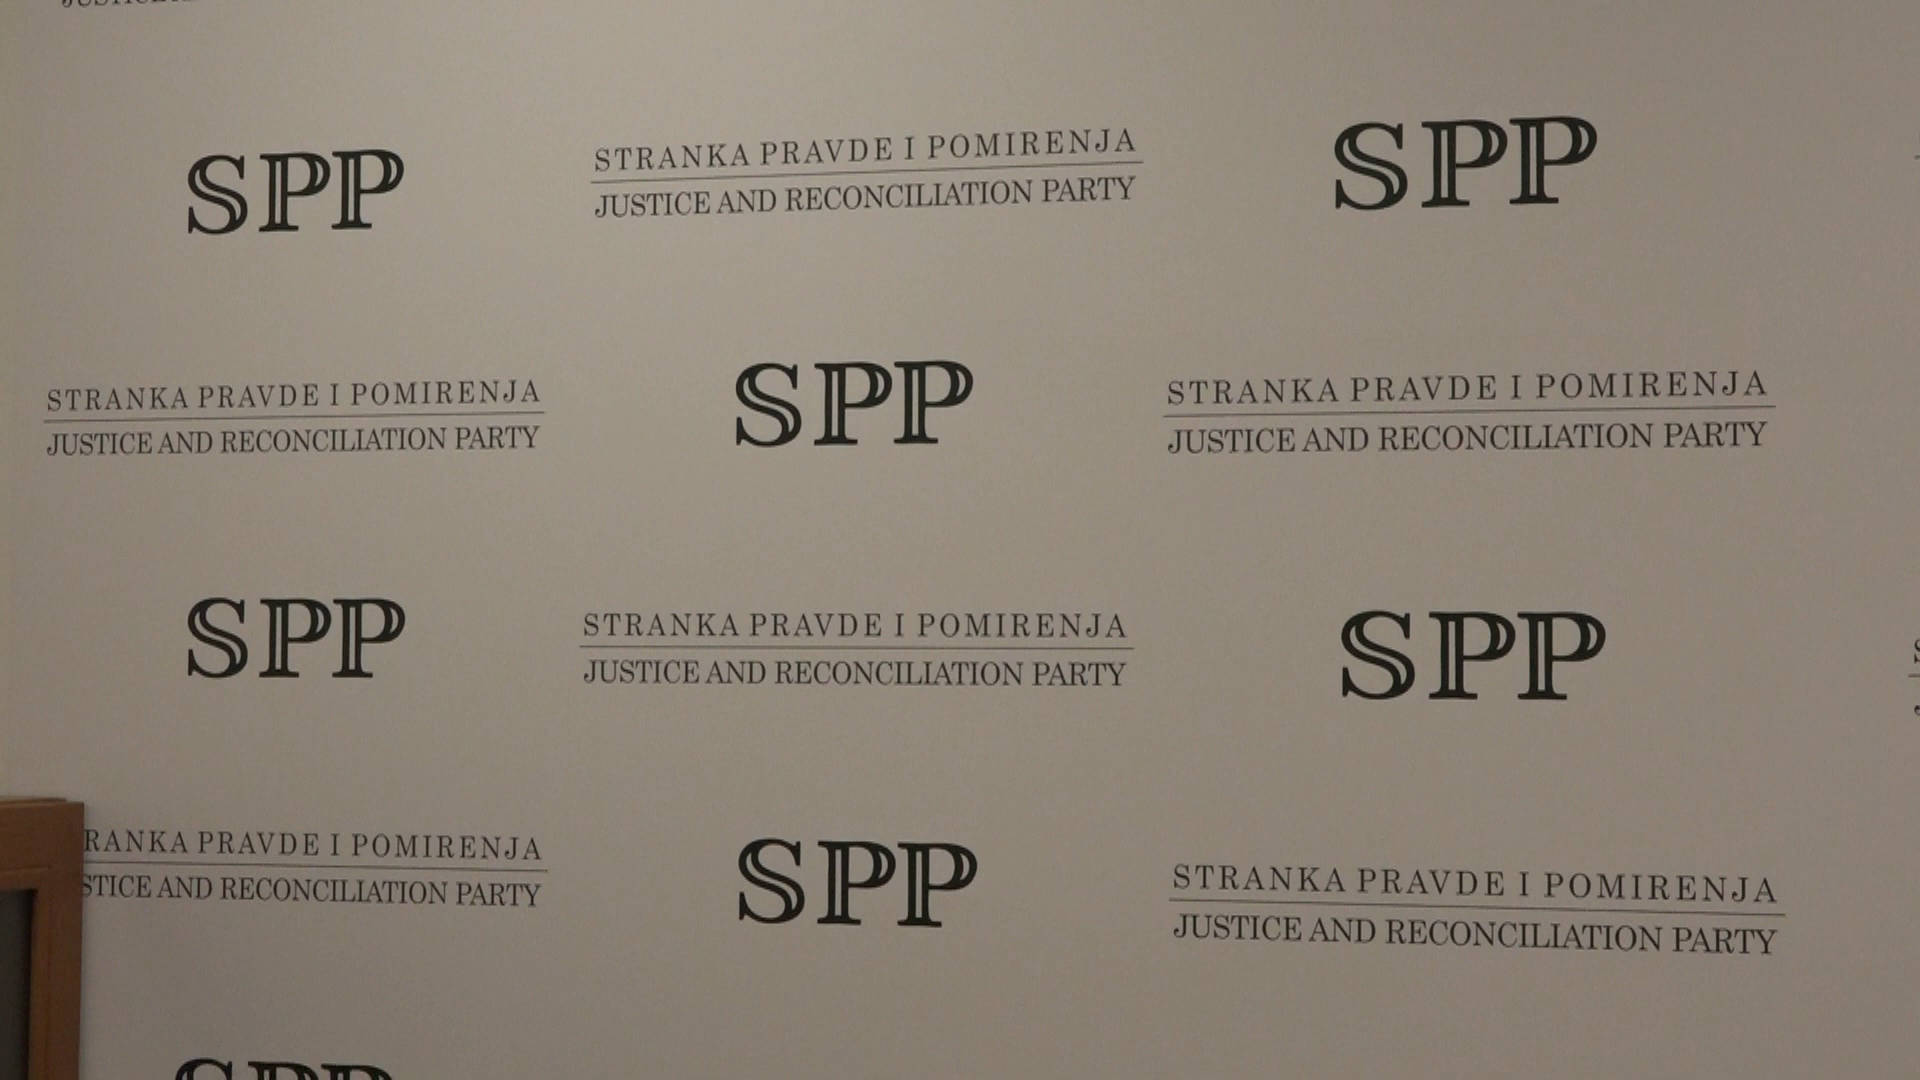 SPP
STRANKA PRAVDE I POMIRENJA
JUSTICE AND RECONCILIATION PARTY
SPP
STRANKA PRAVDE I POMIRENJA
JUSTICE AND RECONCILIATION PARTY
SPP
STRANKA PRAVDE I POMIRENJA
JUSTICE AND RECONCILIATION PARTY
SPP
STRANKA PRAVDE I POMIRENJA
JUSTICE AND RECONCILIATION PARTY
SPP
RANKA PRAVDE I POMIRENJA
STICE AND RECONCILIATION PARTY
SPP
STRANKA PRAVDE I POMIRENJA
JUSTICE AND RECONCILIATION PARTY
SPP